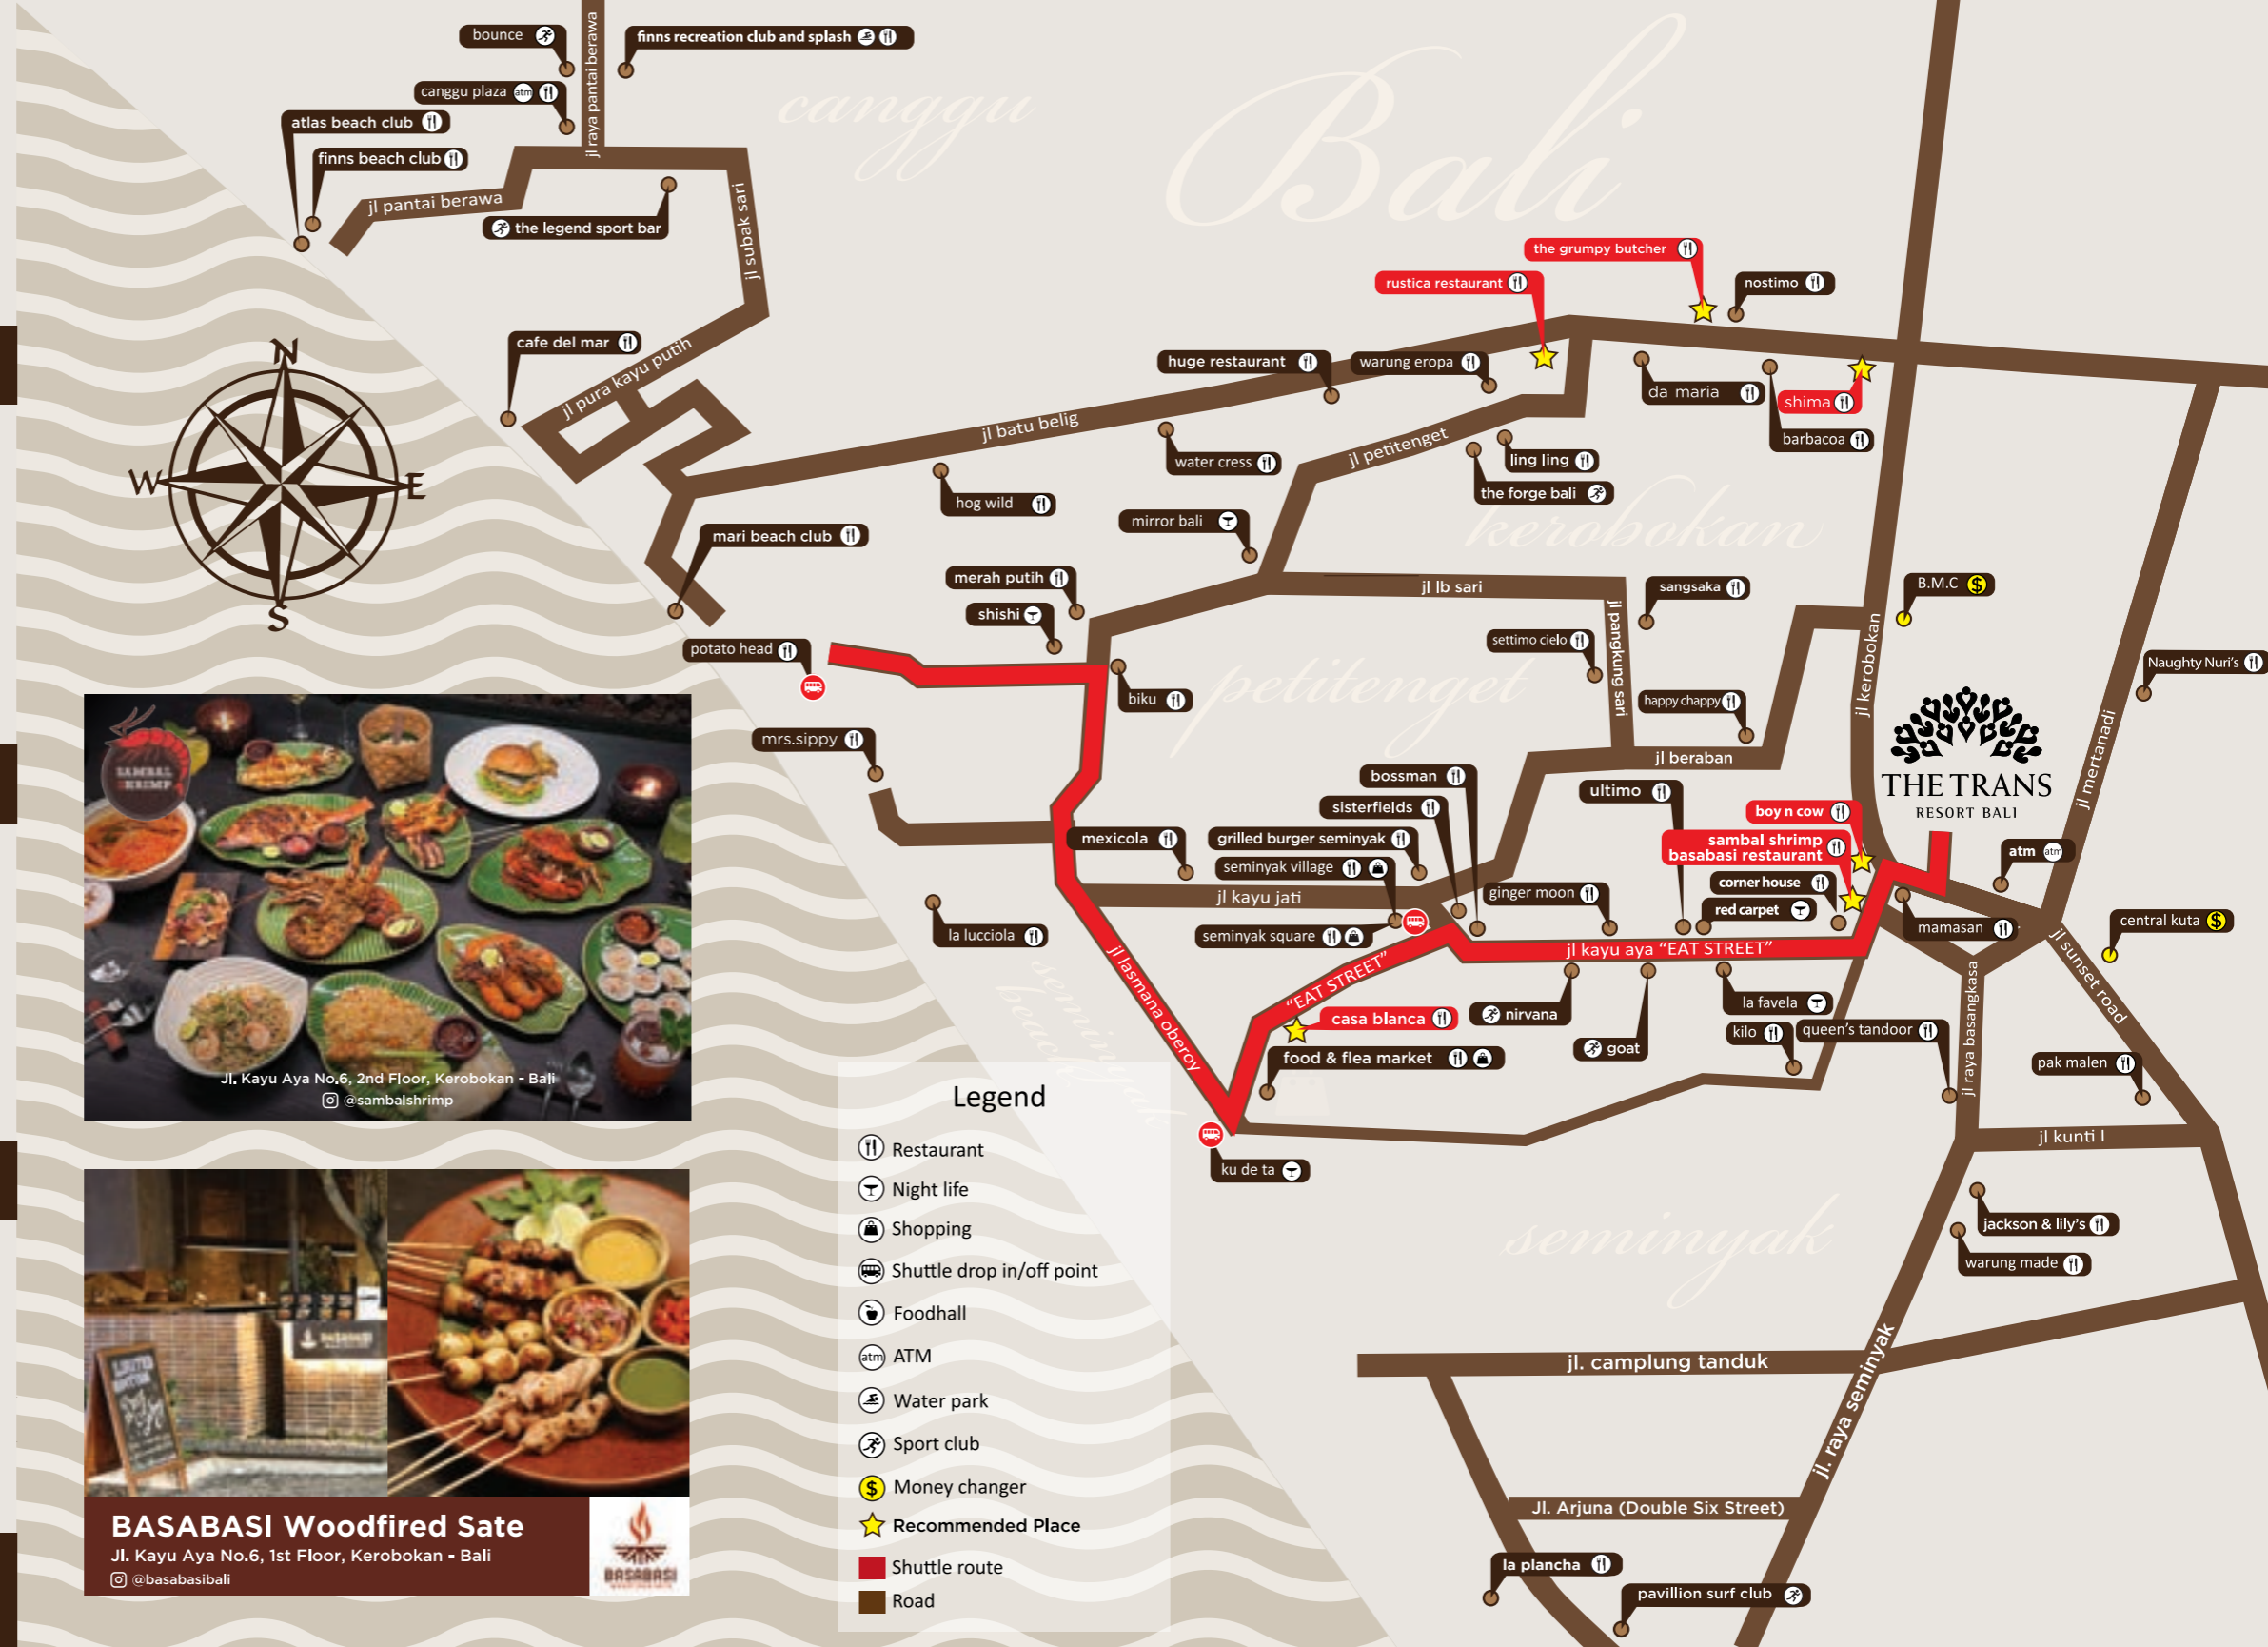 Bali
canggu
kerobokan
petitenget
seminyak beach
seminyak
bounce
finns recreation club and splash
canggu plaza atm
atlas beach club
finns beach club
jl raya pantai berawa
jl pantai berawa
the legend sport bar
jl subak sari
cafe del mar
jl pura kayu putih
N
W
E
S
the grumpy butcher
rustica restaurant
nostimo
huge restaurant
warung eropa
da maria
shima
barbacoa
jl batu belig
jl petitenget
water cress
ling ling
the forge bali
hog wild
mirror bali
mari beach club
merah putih
shishi
jl lb sari
sangsaka
B.M.C $
jl pangkung sari
settimo cielo
jl kerobokan
potato head
biku
happy chappy
Naughty Nuri's
mrs.sippy
jl beraban
jl mertanadi
THE TRANS
RESORT BALI
bossman
ultimo
sisterfields
boy n cow
mexicola
grilled burger seminyak
sambal shrimp
basabasi restaurant
seminyak village
corner house
atm atm
jl kayu jati
ginger moon
red carpet
la lucciola
seminyak square
mamasan
central kuta $
jl kayu aya “EAT STREET”
jl sunset road
jl lasmana oberoy
“EAT STREET”
casa blanca
nirvana
la favela
jl raya basangkasa
kilo
queen's tandoor
goat
food & flea market
pak malen
ku de ta
jl kunti I
jackson & lily's
warung made
jl. camplung tanduk
jl. raya seminyak
Jl. Arjuna (Double Six Street)
la plancha
pavillion surf club
SAMBAL
SHRIMP
Jl. Kayu Aya No.6, 2nd Floor, Kerobokan - Bali
@sambalshrimp
BASABASI
BASABASI Woodfired Sate
Jl. Kayu Aya No.6, 1st Floor, Kerobokan - Bali
@basabasibali
BASABASI
Legend
Restaurant
Night life
Shopping
Shuttle drop in/off point
Foodhall
atm ATM
Water park
Sport club
$ Money changer
Recommended Place
Shuttle route
Road